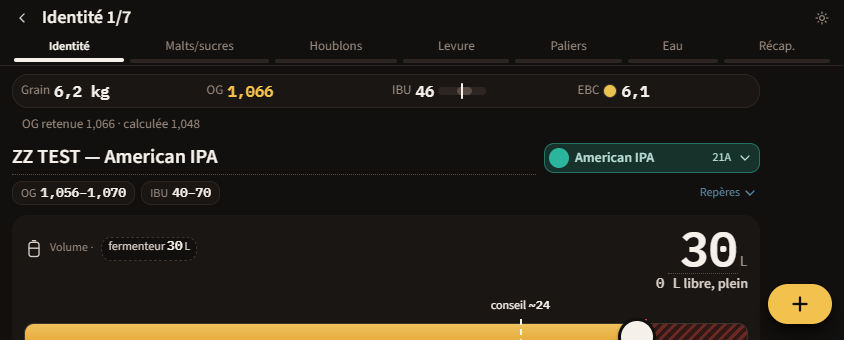 Identité 1/7
Identité Malts/sucres Houblons Levure Paliers Eau Récap.
Grain 6,2 kg OG 1,066 IBU 46 EBC 6,1
OG retenue 1,066 · calculée 1,048
ZZ TEST — American IPA American IPA 21A
OG 1,056–1,070 IBU 40–70 Repères
Volume · fermenteur 30 L 30 L
0 L libre, plein
conseil ~24